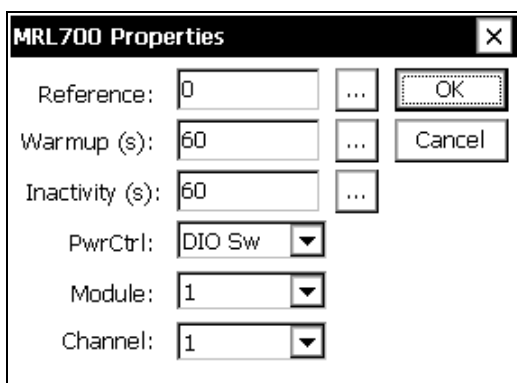 MRL700 Properties
Reference: 0 ... OK
Warmup (s): 60 ... Cancel
Inactivity (s): 60 ...
PwrCtrl: DIO Sw
Module: 1
Channel: 1